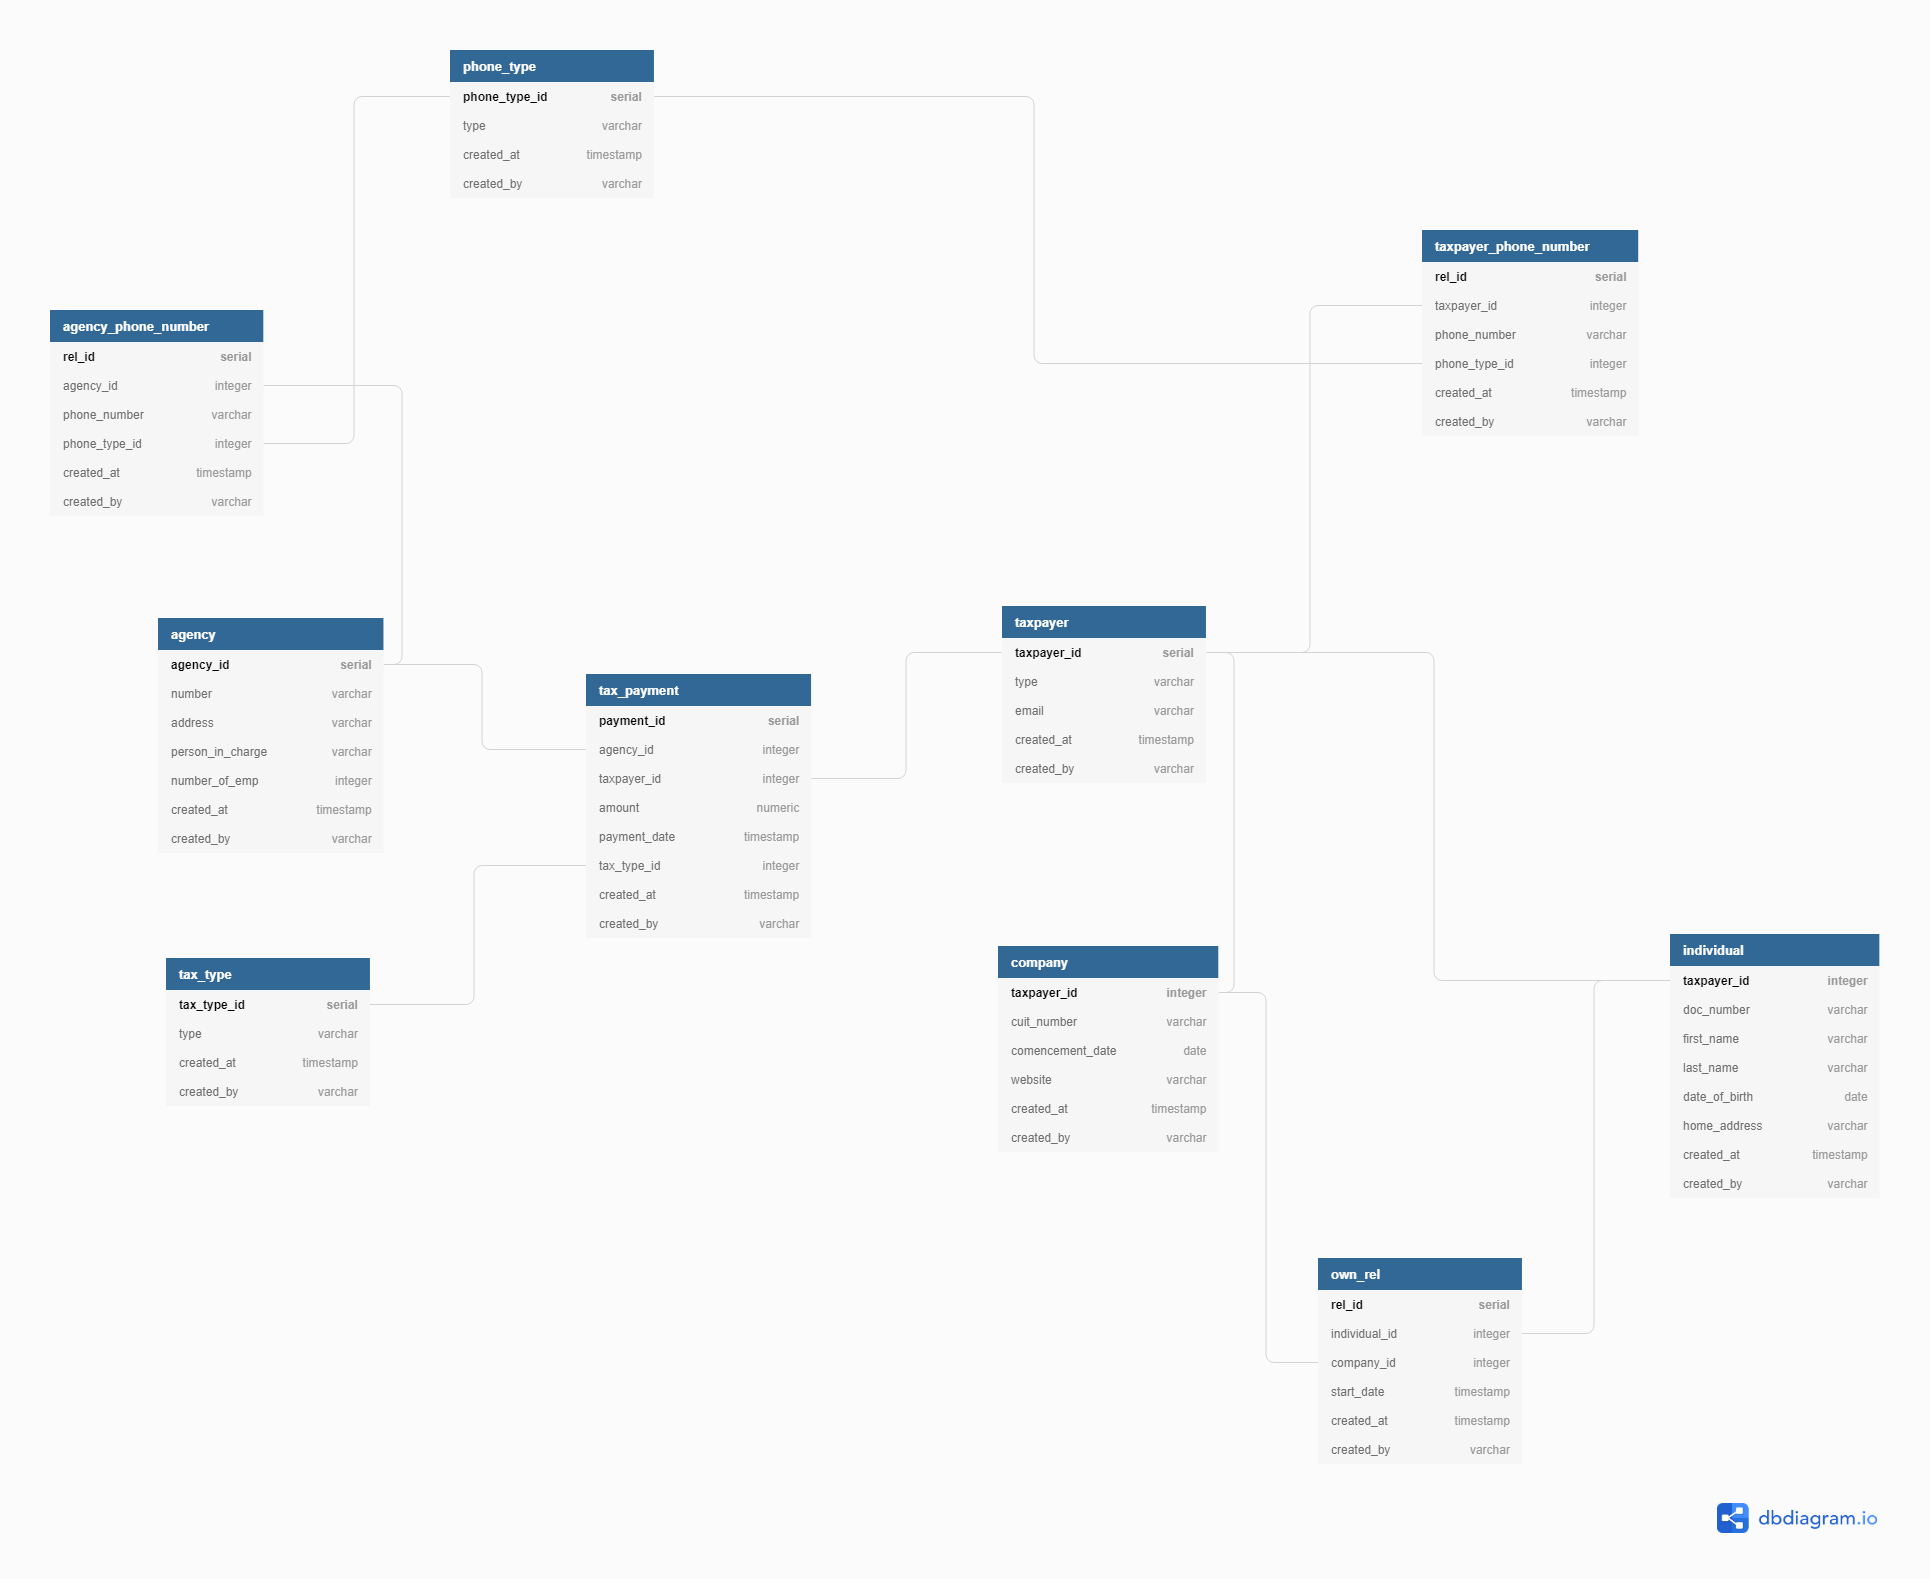 phone_type
phone_type_id serial
type varchar
created_at timestamp
created_by varchar
taxpayer_phone_number
rel_id serial
taxpayer_id integer
phone_number varchar
phone_type_id integer
created_at timestamp
created_by varchar
agency_phone_number
rel_id serial
agency_id integer
phone_number varchar
phone_type_id integer
created_at timestamp
created_by varchar
agency
agency_id serial
number varchar
address varchar
person_in_charge varchar
number_of_emp integer
created_at timestamp
created_by varchar
tax_payment
payment_id serial
agency_id integer
taxpayer_id integer
amount numeric
payment_date timestamp
tax_type_id integer
created_at timestamp
created_by varchar
taxpayer
taxpayer_id serial
type varchar
email varchar
created_at timestamp
created_by varchar
tax_type
tax_type_id serial
type varchar
created_at timestamp
created_by varchar
company
taxpayer_id integer
cuit_number varchar
comencement_date date
website varchar
created_at timestamp
created_by varchar
individual
taxpayer_id integer
doc_number varchar
first_name varchar
last_name varchar
date_of_birth date
home_address varchar
created_at timestamp
created_by varchar
own_rel
rel_id serial
individual_id integer
company_id integer
start_date timestamp
created_at timestamp
created_by varchar
dbdiagram.io